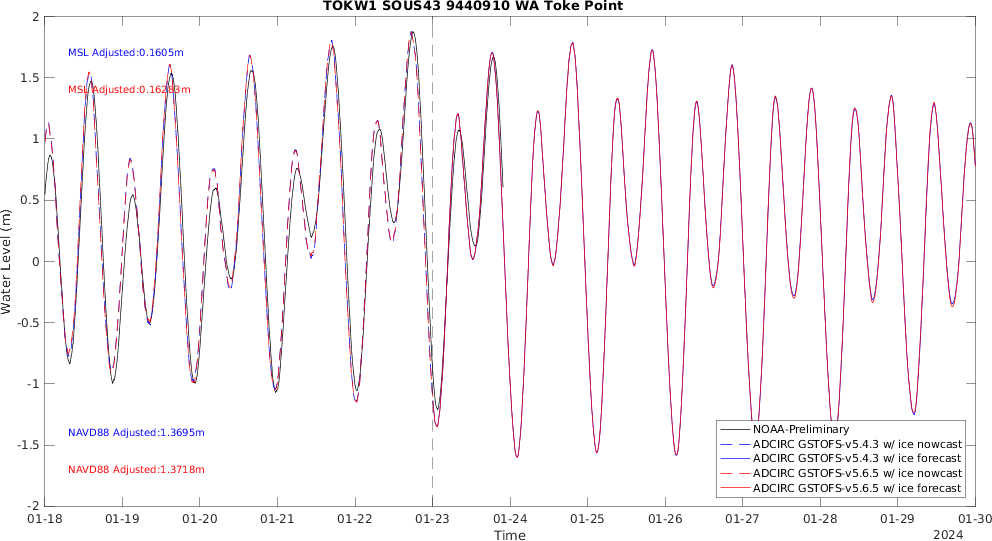 TOKW1 SOUS43 9440910 WA Toke Point
2
1.5
1
0.5
0
-0.5
-1
-1.5
-2
Water Level (m)
MSL Adjusted:0.1605m
MSL Adjusted:0.16283m
NAVD88 Adjusted:1.3695m
NAVD88 Adjusted:1.3718m
NOAA-Preliminary
ADCIRC GSTOFS-v5.4.3 w/ ice nowcast
ADCIRC GSTOFS-v5.4.3 w/ ice forecast
ADCIRC GSTOFS-v5.6.5 w/ ice nowcast
ADCIRC GSTOFS-v5.6.5 w/ ice forecast
01-18 01-19 01-20 01-21 01-22 01-23 01-24 01-25 01-26 01-27 01-28 01-29 01-30
Time
2024